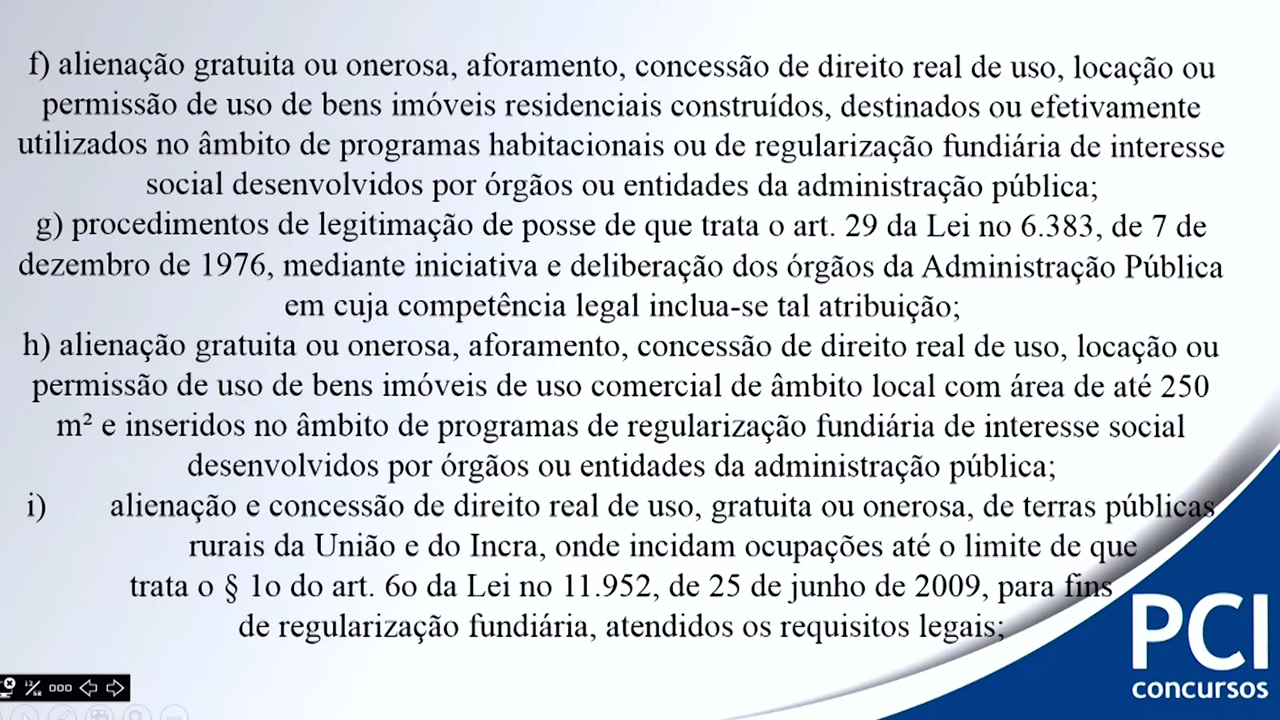 f) alienação gratuita ou onerosa, aforamento, concessão de direito real de uso, locação ou
permissão de uso de bens imóveis residenciais construídos, destinados ou efetivamente
utilizados no âmbito de programas habitacionais ou de regularização fundiária de interesse
social desenvolvidos por órgãos ou entidades da administração pública;
g) procedimentos de legitimação de posse de que trata o art. 29 da Lei no 6.383, de 7 de
dezembro de 1976, mediante iniciativa e deliberação dos órgãos da Administração Pública
em cuja competência legal inclua-se tal atribuição;
h) alienação gratuita ou onerosa, aforamento, concessão de direito real de uso, locação ou
permissão de uso de bens imóveis de uso comercial de âmbito local com área de até 250
m² e inseridos no âmbito de programas de regularização fundiária de interesse social
desenvolvidos por órgãos ou entidades da administração pública;
i) alienação e concessão de direito real de uso, gratuita ou onerosa, de terras públicas
rurais da União e do Incra, onde incidam ocupações até o limite de que
trata o § 1o do art. 6o da Lei no 11.952, de 25 de junho de 2009, para fins
de regularização fundiária, atendidos os requisitos legais;
PCI
concursos